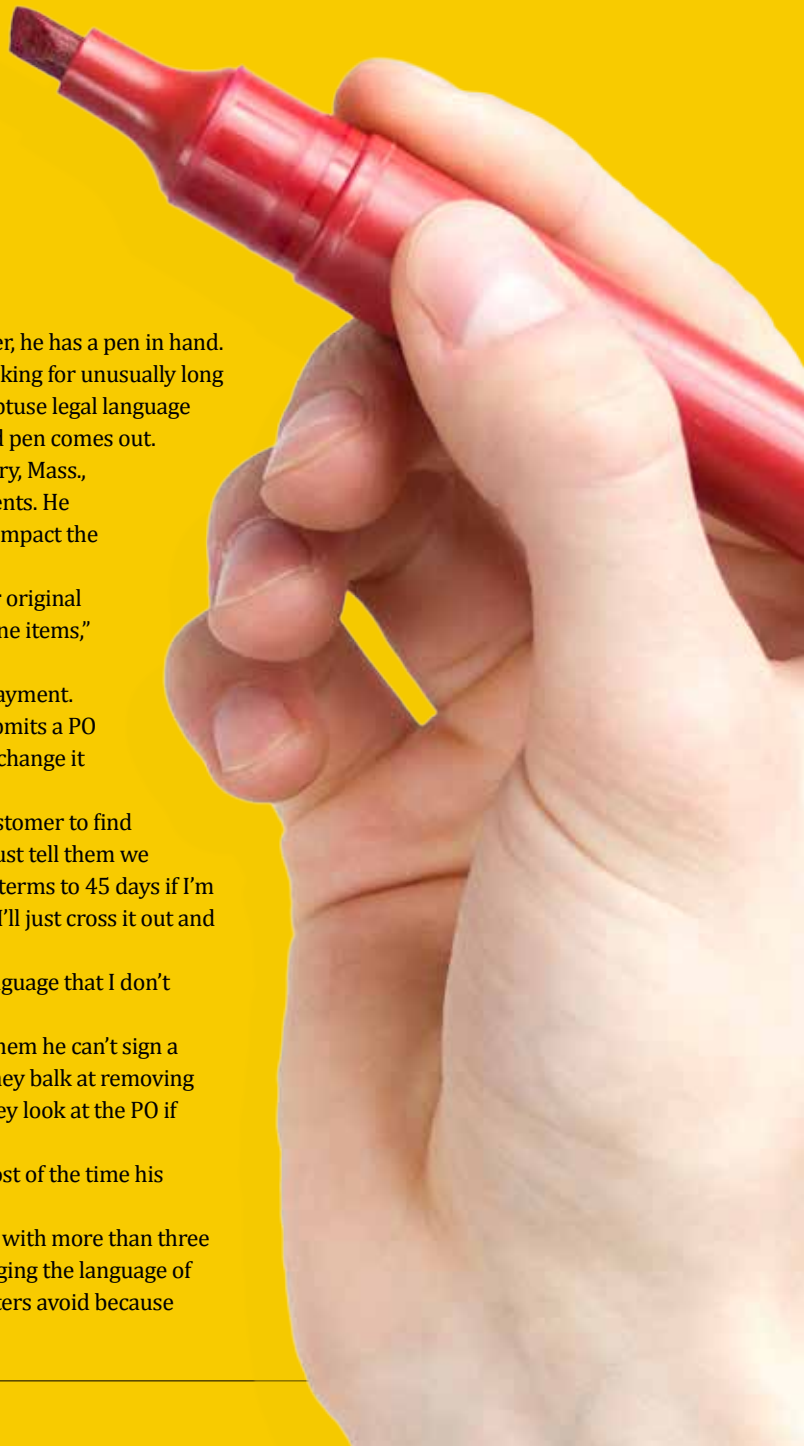 er, he has a pen in hand.
king for unusually long
btuse legal language
d pen comes out.
ry, Mass.,
ents. He
impact the
r original
ne items,"
ayment.
bmits a PO
change it
stomer to find
ust tell them we
terms to 45 days if I'm
I'll just cross it out and
guage that I don't
hem he can't sign a
hey balk at removing
ey look at the PO if
ost of the time his
with more than three
ging the language of
ters avoid because